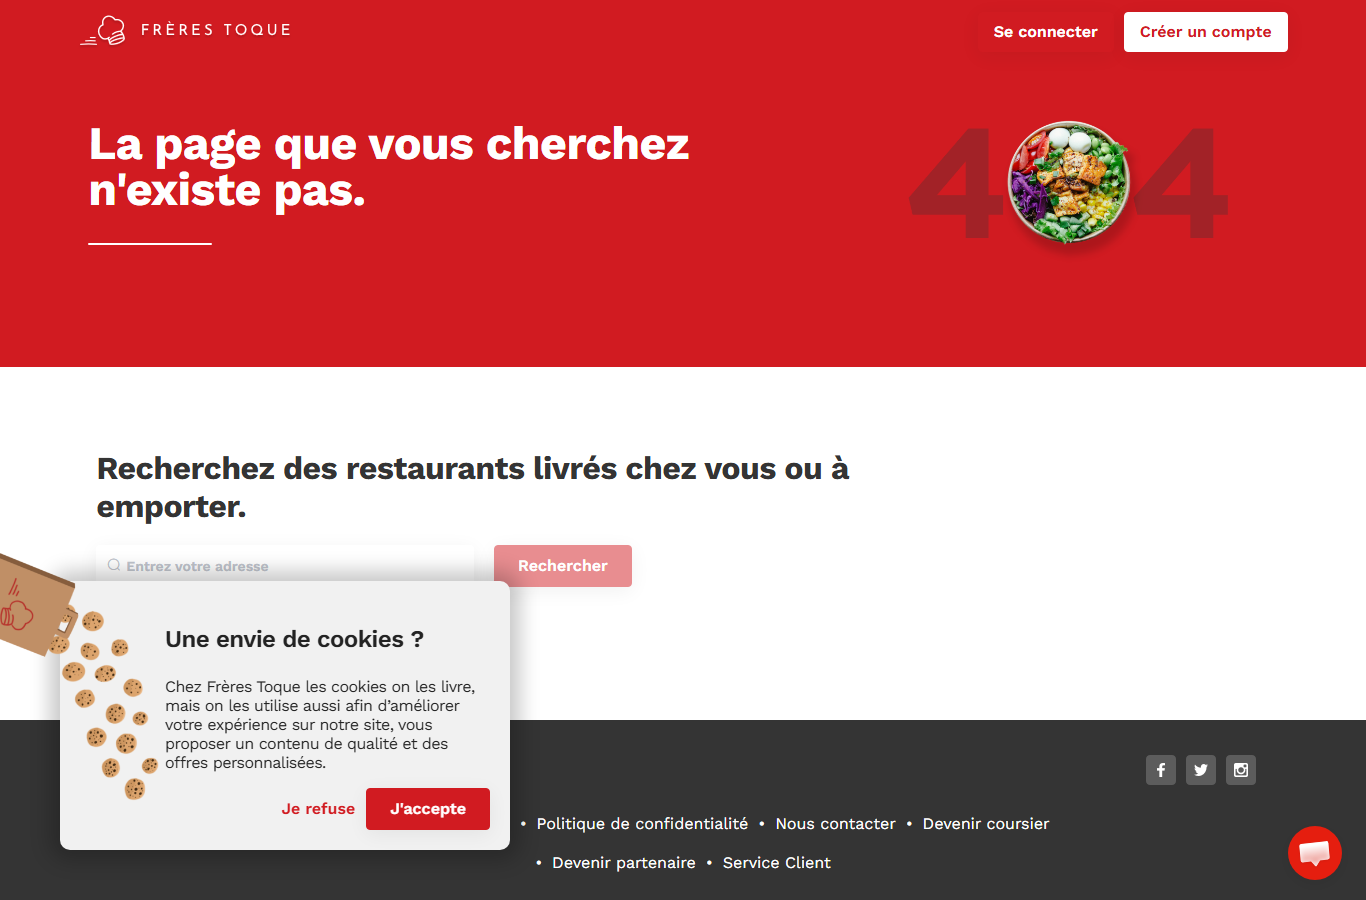 FRÈRES TOQUE
Se connecter
Créer un compte
La page que vous cherchez
n'existe pas.
4 4
Recherchez des restaurants livrés chez vous ou à
emporter.
Entrez votre adresse
Rechercher
Une envie de cookies ?
Chez Frères Toque les cookies on les livre,
mais on les utilise aussi afin d’améliorer
votre expérience sur notre site, vous
proposer un contenu de qualité et des
offres personnalisées.
Je refuse
J'accepte
• Politique de confidentialité • Nous contacter • Devenir coursier
• Devenir partenaire • Service Client